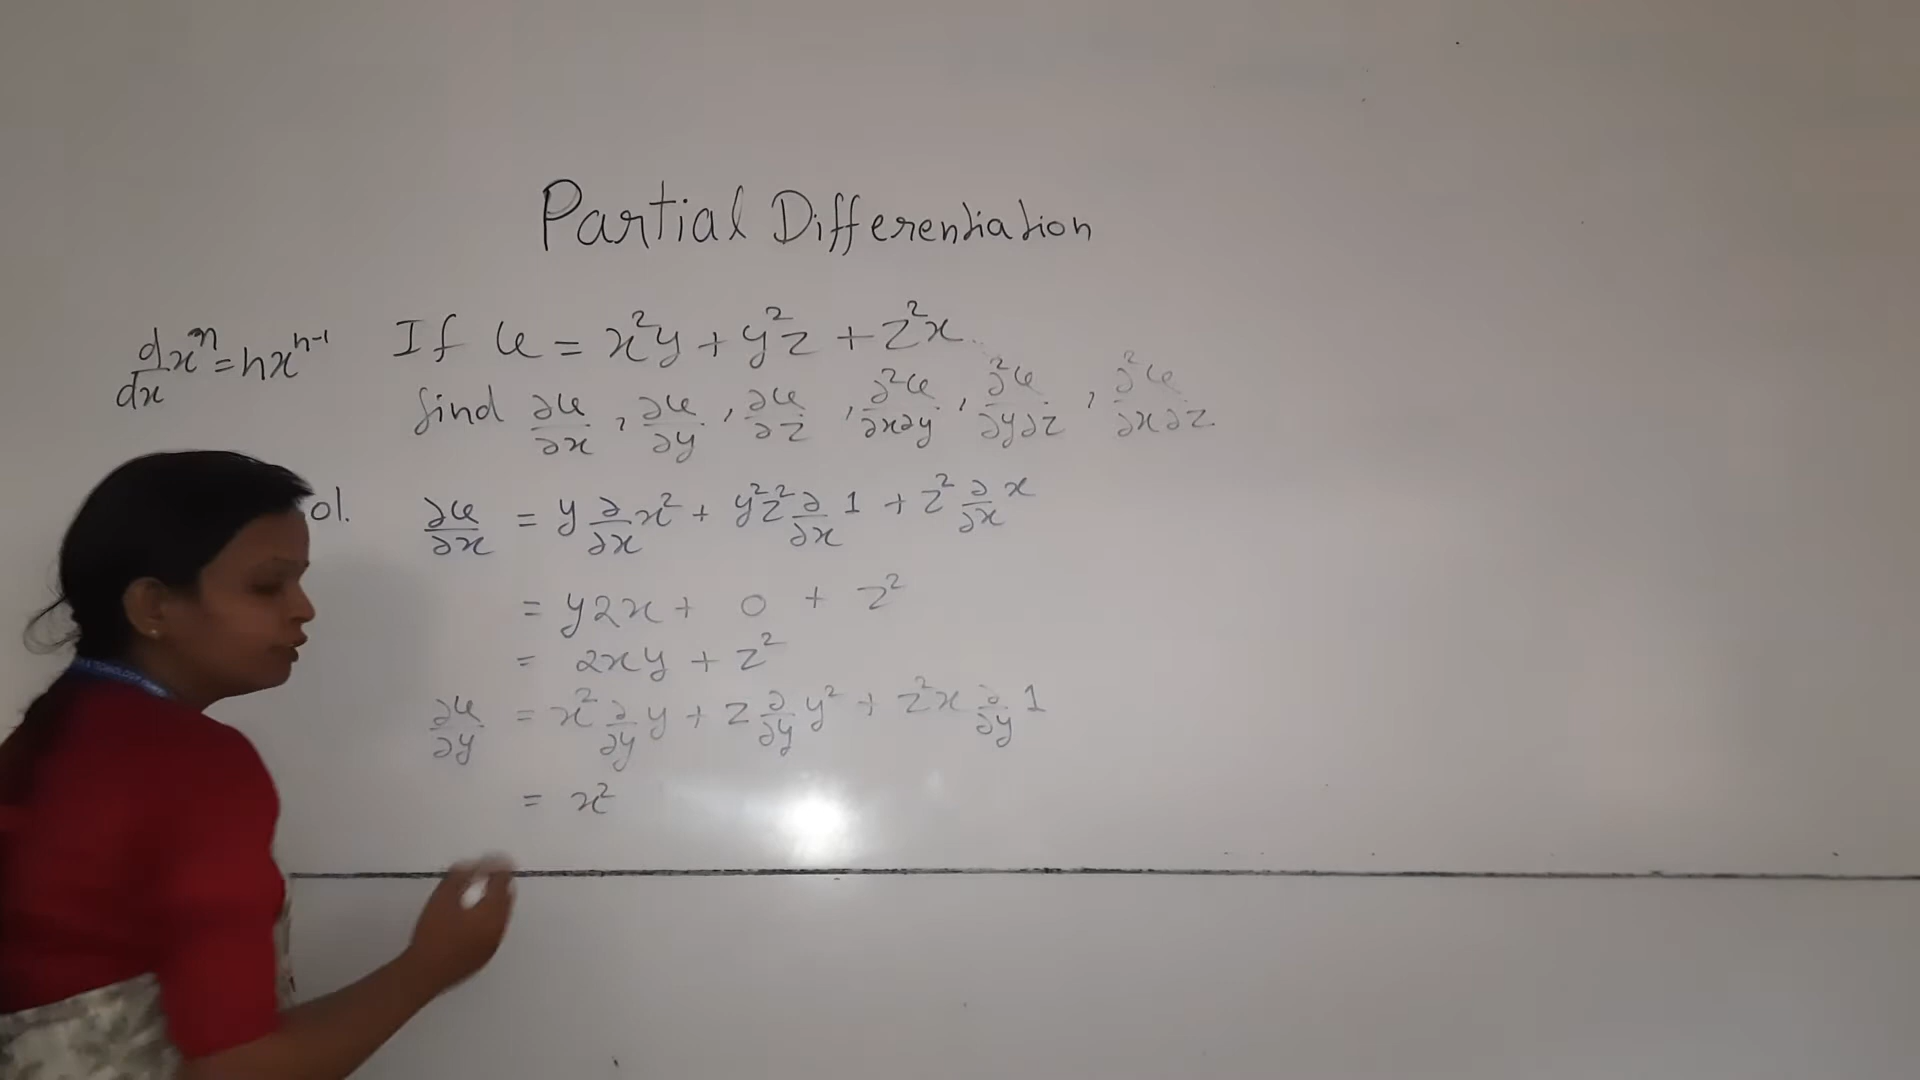 Partial Differentiation
d/dx xⁿ = nxⁿ⁻¹
If u = x²y + y²z + z²x.
find ∂u/∂x, ∂u/∂y, ∂u/∂z, ∂²u/∂x∂y, ∂²u/∂y∂z, ∂²u/∂x∂z.
ol. ∂u/∂x = y ∂/∂x x² + y²z² ∂/∂x 1 + z² ∂/∂x x
= y2x + 0 + z²
= 2xy + z²
∂u/∂y = x² ∂/∂y y + z ∂/∂y y² + z²x ∂/∂y 1
= x²